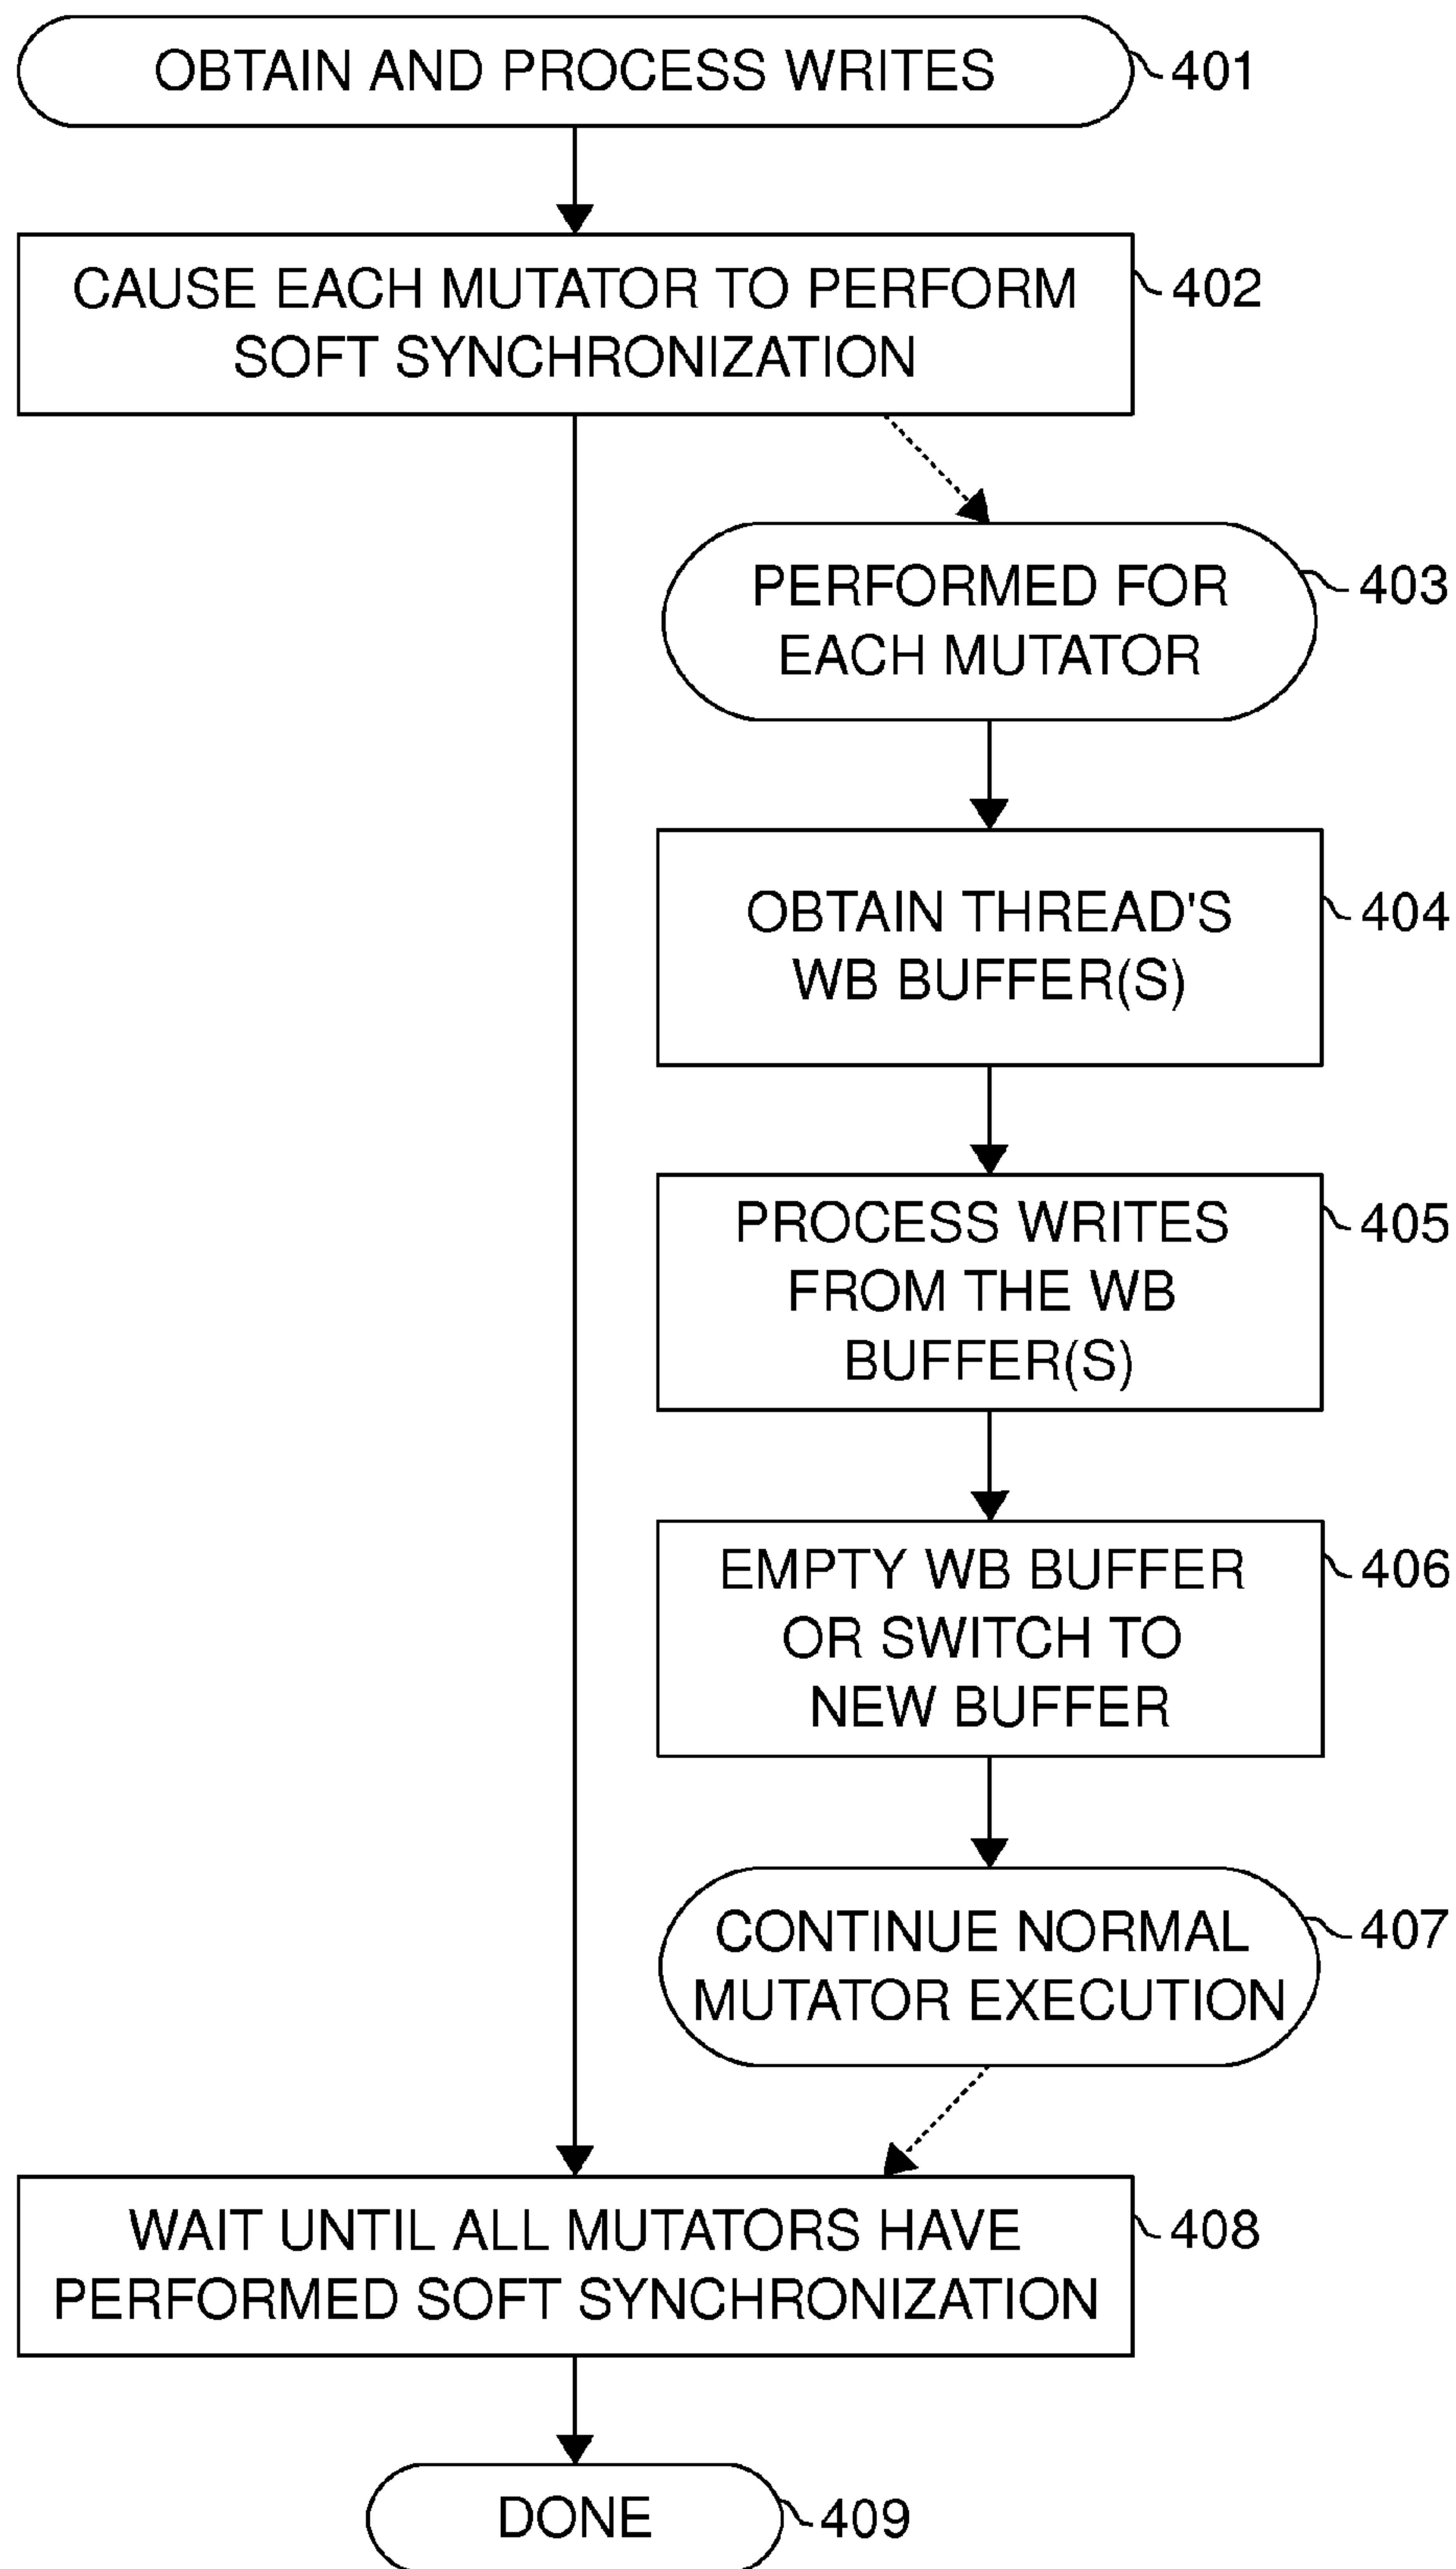 OBTAIN AND PROCESS WRITES
401
CAUSE EACH MUTATOR TO PERFORM
SOFT SYNCHRONIZATION
402
PERFORMED FOR
EACH MUTATOR
403
OBTAIN THREAD'S
WB BUFFER(S)
404
PROCESS WRITES
FROM THE WB
BUFFER(S)
405
EMPTY WB BUFFER
OR SWITCH TO
NEW BUFFER
406
CONTINUE NORMAL
MUTATOR EXECUTION
407
WAIT UNTIL ALL MUTATORS HAVE
PERFORMED SOFT SYNCHRONIZATION
408
DONE
409